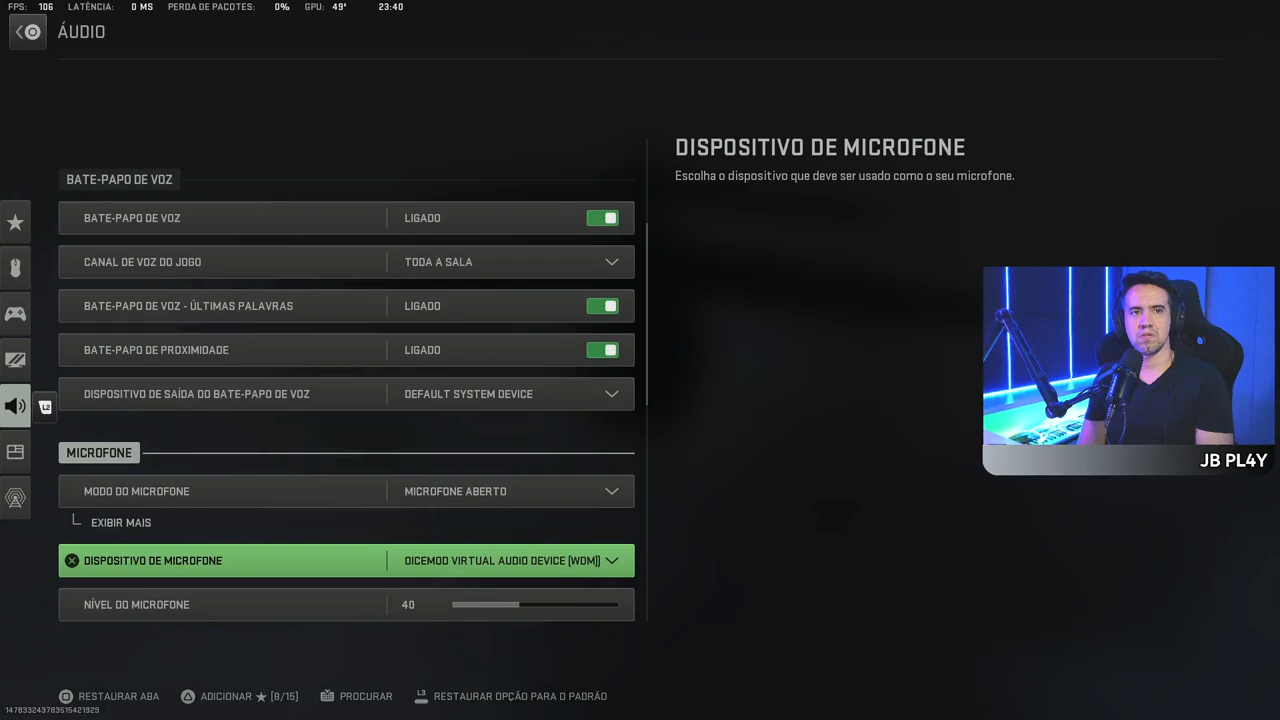 FPS: 106 LATÊNCIA: 0 MS PERDA DE PACOTES: 0% GPU: 49° 23:40
ÁUDIO
BATE-PAPO DE VOZ
BATE-PAPO DE VOZ LIGADO
CANAL DE VOZ DO JOGO TODA A SALA
BATE-PAPO DE VOZ - ÚLTIMAS PALAVRAS LIGADO
BATE-PAPO DE PROXIMIDADE LIGADO
L2
DISPOSITIVO DE SAÍDA DO BATE-PAPO DE VOZ DEFAULT SYSTEM DEVICE
MICROFONE
MODO DO MICROFONE MICROFONE ABERTO
EXIBIR MAIS
DISPOSITIVO DE MICROFONE OICEMOD VIRTUAL AUDIO DEVICE (WDM)]
NÍVEL DO MICROFONE 40
DISPOSITIVO DE MICROFONE
Escolha o dispositivo que deve ser usado como o seu microfone.
JB PL4Y
RESTAURAR ABA ADICIONAR ★ [8/15] PROCURAR L3 RESTAURAR OPÇÃO PARA O PADRÃO
14783324378351542​1929